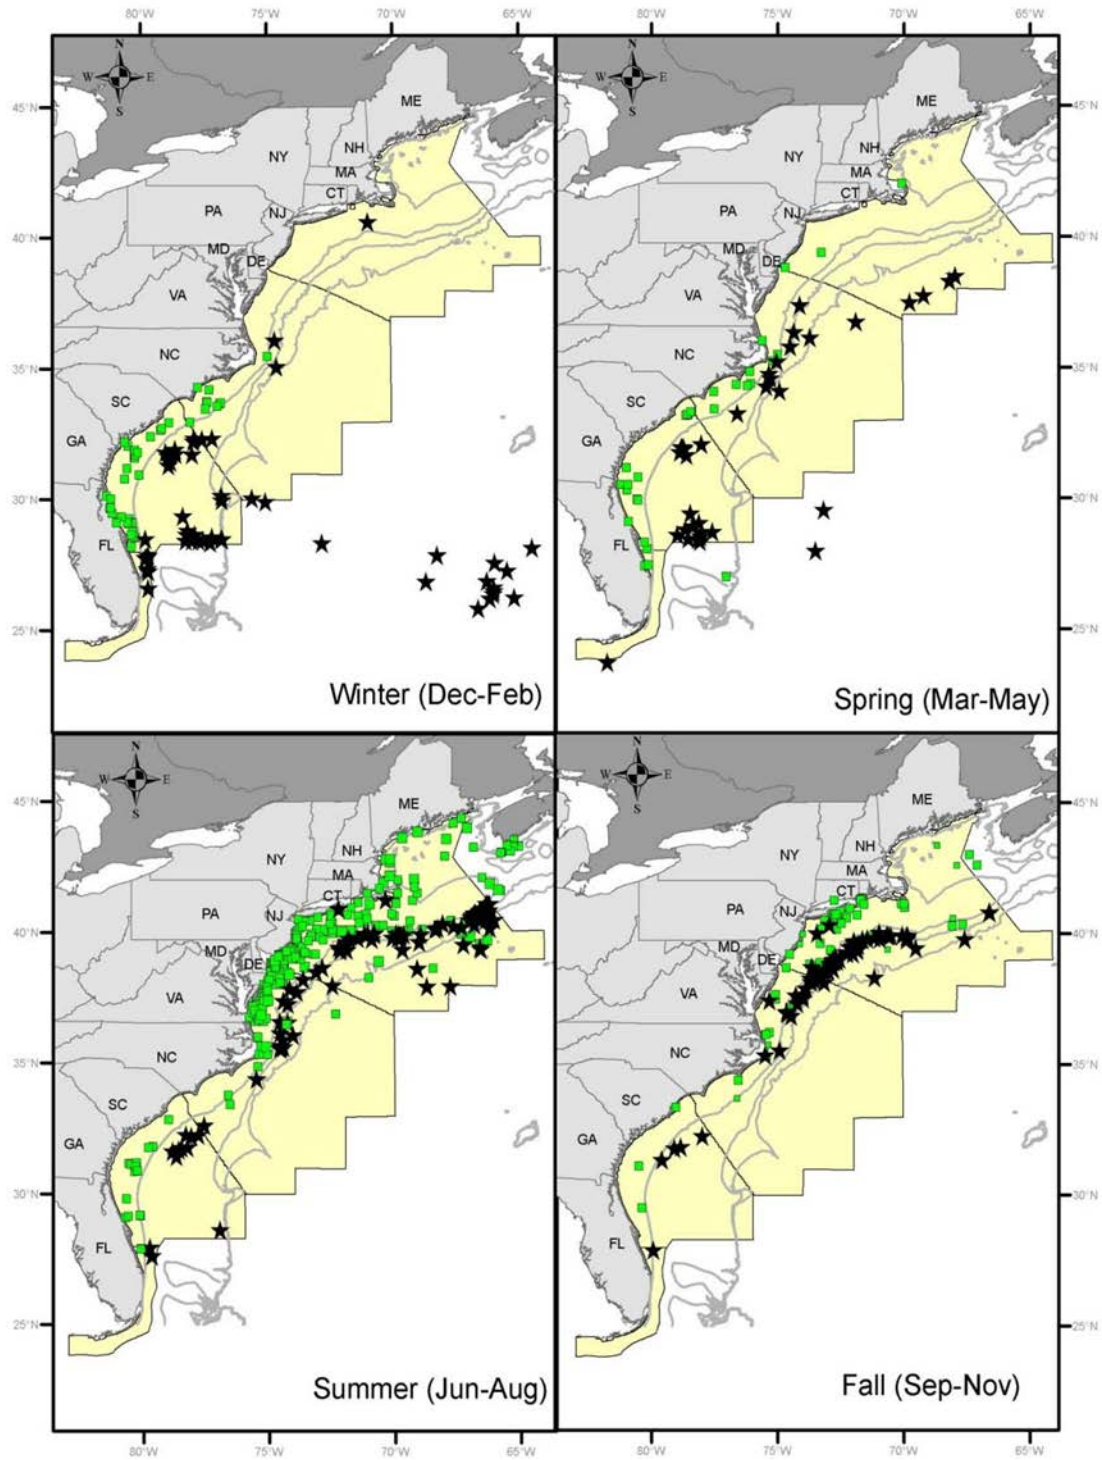 80°W 75°W 70°W 65°W 80°W 75°W 70°W 65°W
N N
W E W E
S S
45°N ME ME 45°N
NY NH NY NH
MA MA
CT CT
PA NJ PA NJ
40°N MD DE MD DE 40°N
VA VA
35°N NC NC 35°N
SC SC
GA GA
30°N 30°N
FL FL
25°N 25°N
Winter (Dec-Feb) Spring (Mar-May)
N N
W E W E
S S
45°N ME ME 45°N
NY NH NY NH
MA MA
CT CT
PA NJ PA NJ
40°N MD DE MD DE 40°N
VA VA
35°N NC NC 35°N
SC SC
GA GA
30°N 30°N
FL FL
25°N 25°N
Summer (Jun-Aug) Fall (Sep-Nov)
80°W 75°W 70°W 65°W 80°W 75°W 70°W 65°W